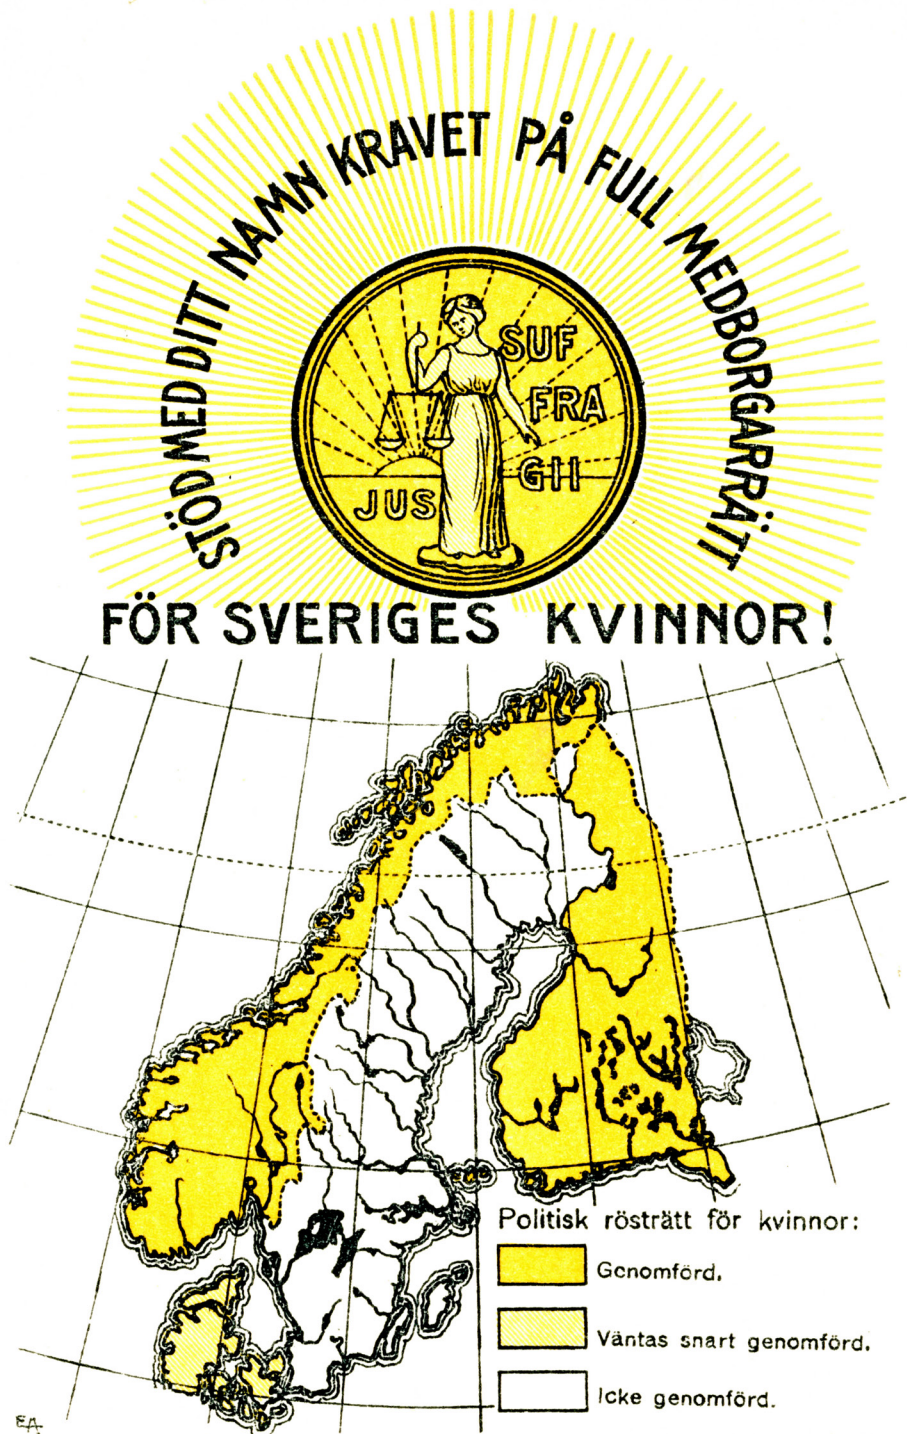 STÖD MED DITT NAMN KRAVET PÅ FULL MEDBORGARRÄTT
FÖR SVERIGES KVINNOR!
JUS
SUF
FRA
GII
Politisk rösträtt för kvinnor:
Genomförd.
Väntas snart genomförd.
Icke genomförd.
EA